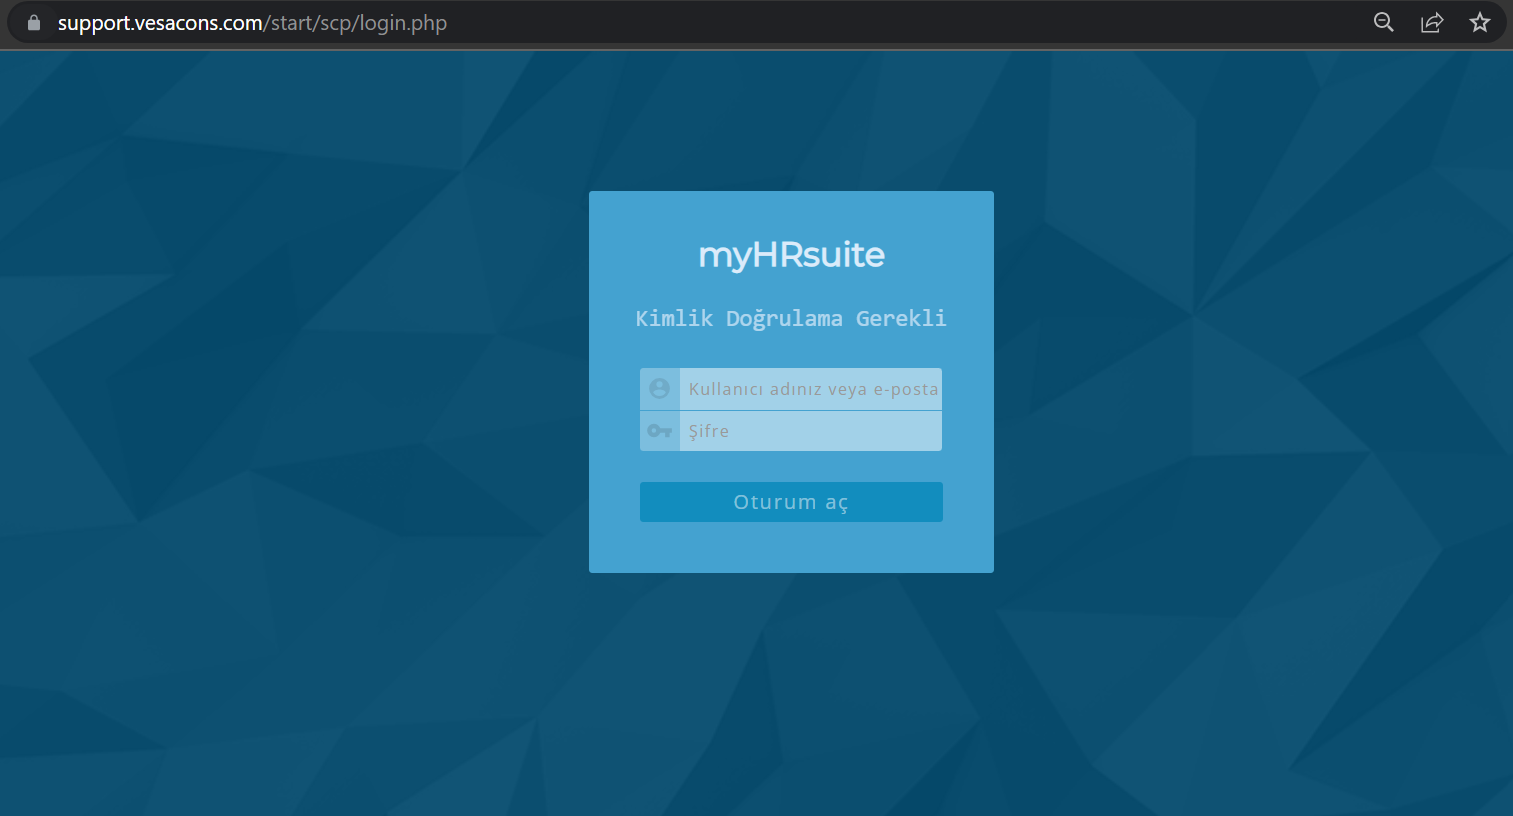 support.vesacons.com/start/scp/login.php
myHRsuite
Kimlik Doğrulama Gerekli
Kullanıcı adınız veya e-posta
Şifre
Oturum aç